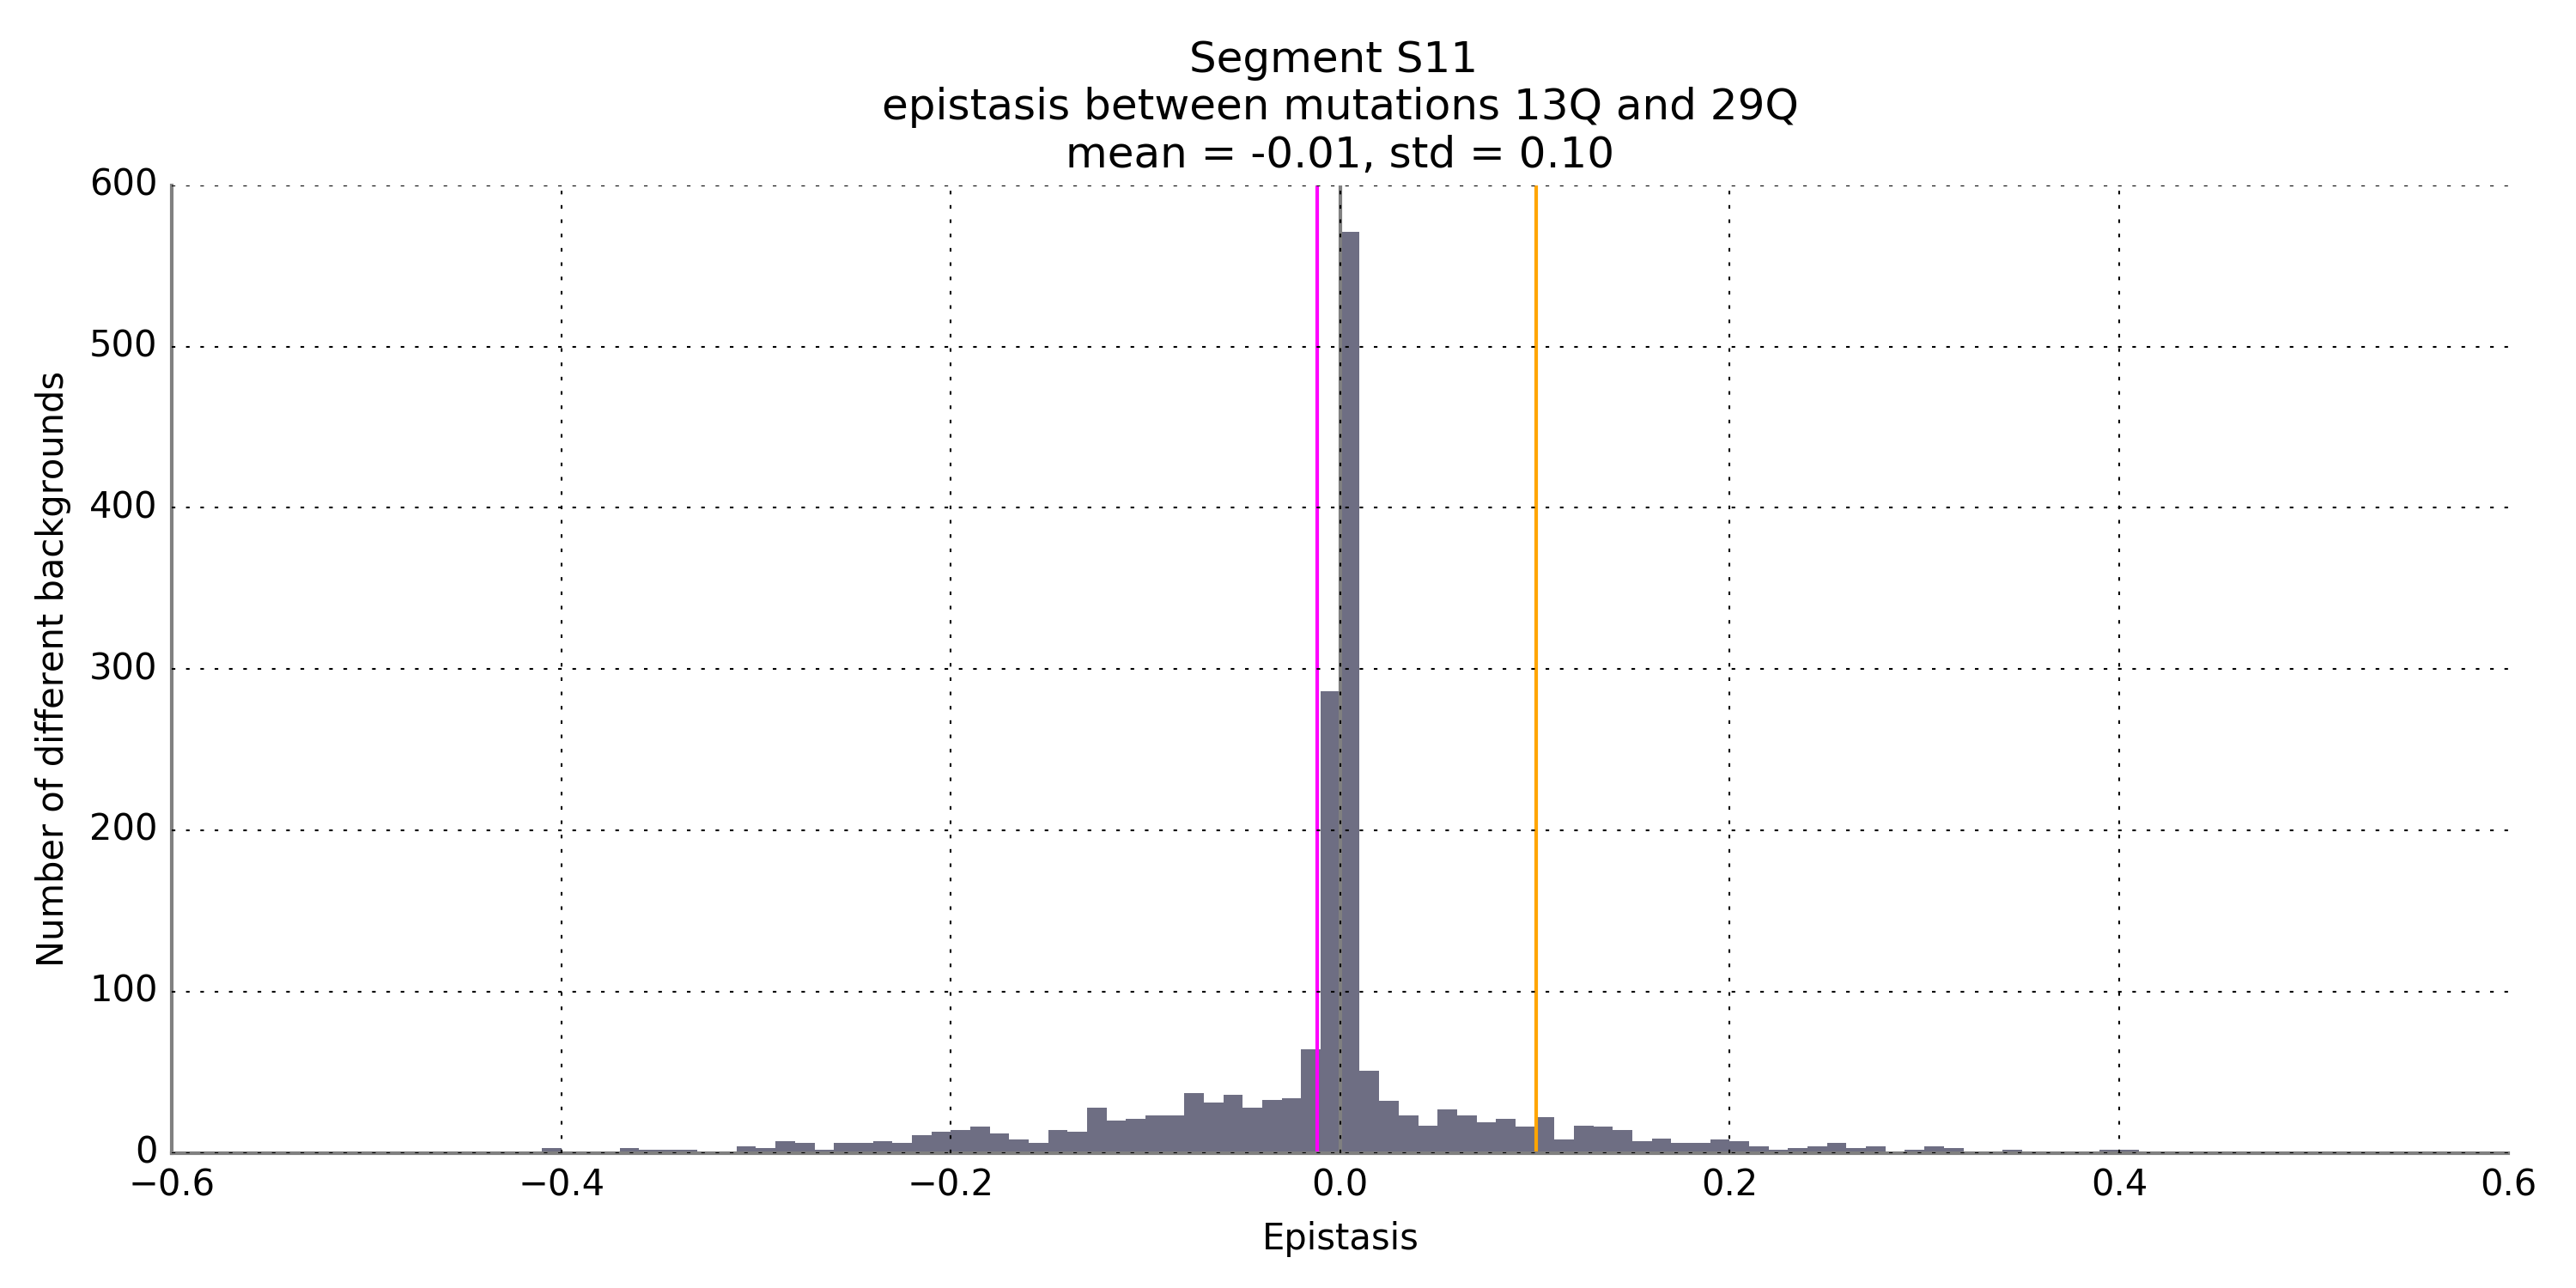 Segment S11
epistasis between mutations 13Q and 29Q
mean = -0.01, std = 0.10
600
500
400
300
200
100
0
Number of different backgrounds
−0.6
−0.4
−0.2
0.0
0.2
0.4
0.6
Epistasis